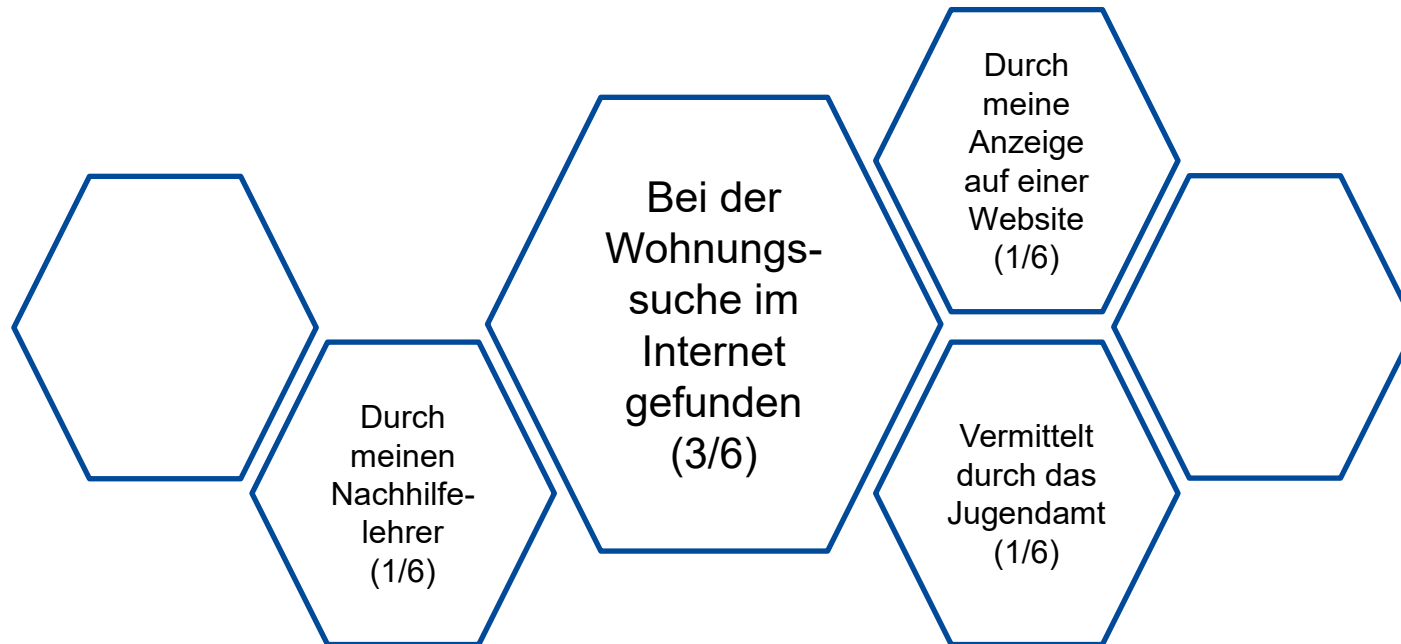 Durch
meine
Anzeige
auf einer
Website
(1/6)
Bei der
Wohnungs-
suche im
Internet
gefunden
(3/6)
Durch
meinen
Nachhilfe-
lehrer
(1/6)
Vermittelt
durch das
Jugendamt
(1/6)